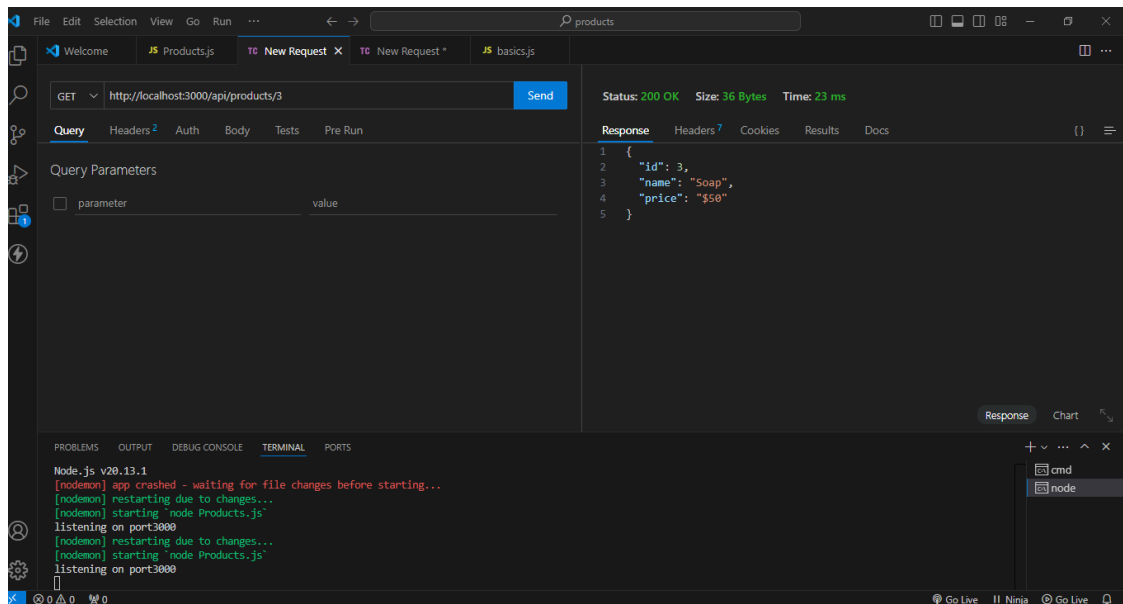 File Edit Selection View Go Run ... products
Welcome JS Products.js TC New Request TC New Request * JS basics.js
GET http://localhost:3000/api/products/3 Send
Status: 200 OK Size: 36 Bytes Time: 23 ms
Query Headers 2 Auth Body Tests Pre Run
Response Headers 7 Cookies Results Docs {}
Query Parameters
parameter value
1 {
2 "id": 3,
3 "name": "Soap",
4 "price": "$50"
5 }
1
Response Chart
PROBLEMS OUTPUT DEBUG CONSOLE TERMINAL PORTS
Node.js v20.13.1
[nodemon] app crashed - waiting for file changes before starting...
[nodemon] restarting due to changes...
[nodemon] starting `node Products.js`
listening on port3000
[nodemon] restarting due to changes...
[nodemon] starting `node Products.js`
listening on port3000
cmd
node
0 0 0 Go Live Ninja Go Live